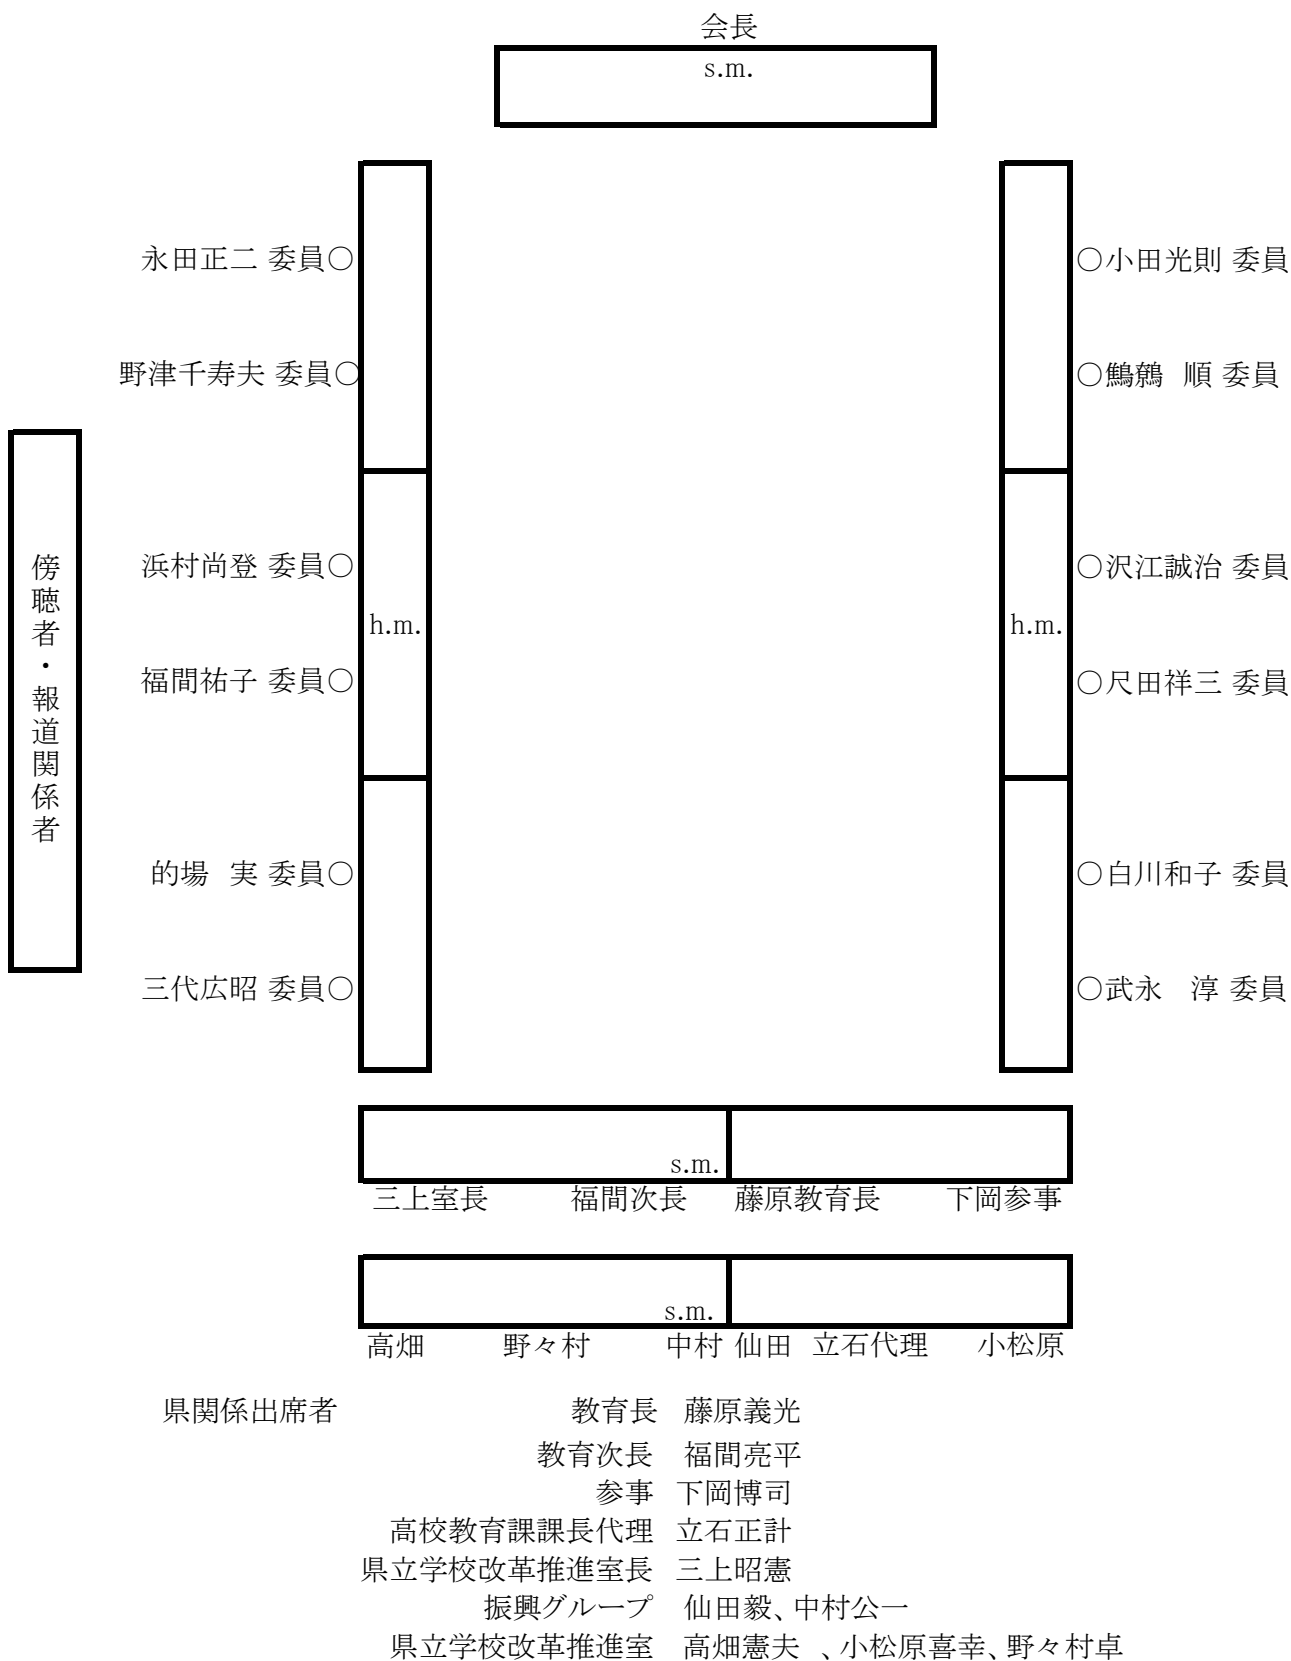 会長
s.m.
永田正二 委員○
○小田光則 委員
野津千寿夫 委員○
○鷦鷯 順 委員
傍聴者・報道関係者
浜村尚登 委員○
○沢江誠治 委員
h.m.
h.m.
福間祐子 委員○
○尺田祥三 委員
的場 実 委員○
○白川和子 委員
三代広昭 委員○
○武永 淳 委員
s.m.
三上室長 福間次長 藤原教育長 下岡参事
s.m.
高畑 野々村 中村 仙田 立石代理 小松原
県関係出席者 教育長 藤原義光
教育次長 福間亮平
参事 下岡博司
高校教育課課長代理 立石正計
県立学校改革推進室長 三上昭憲
振興グループ 仙田毅、中村公一
県立学校改革推進室 高畑憲夫 、小松原喜幸、野々村卓